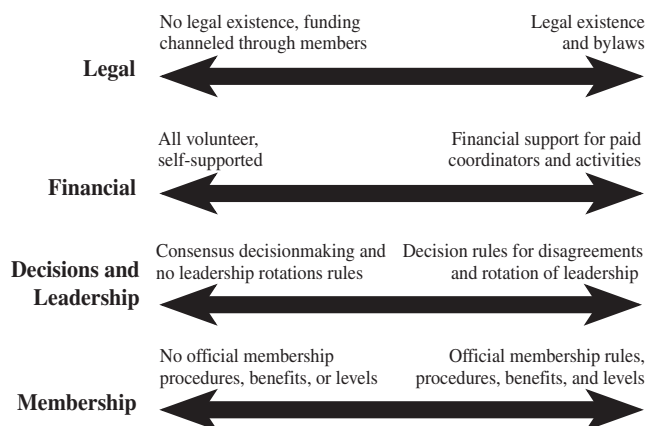 No legal existence, funding
channeled through members
Legal existence
and bylaws
Legal
All volunteer,
self-supported
Financial support for paid
coordinators and activities
Financial
Consensus decisionmaking and
no leadership rotations rules
Decision rules for disagreements
and rotation of leadership
Decisions and
Leadership
No official membership
procedures, benefits, or levels
Official membership rules,
procedures, benefits, and levels
Membership